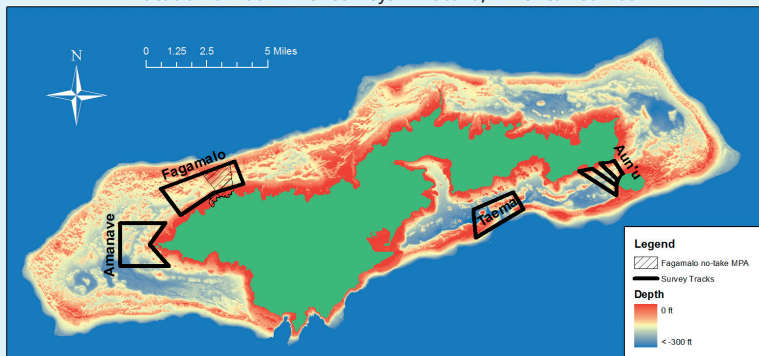 N
0 1.25 2.5 5 Miles
Fagamalo
Aun'u
Taema
Amanave
Legend
Fagamalo no-take MPA
Survey Tracks
Depth
0 ft
< -300 ft